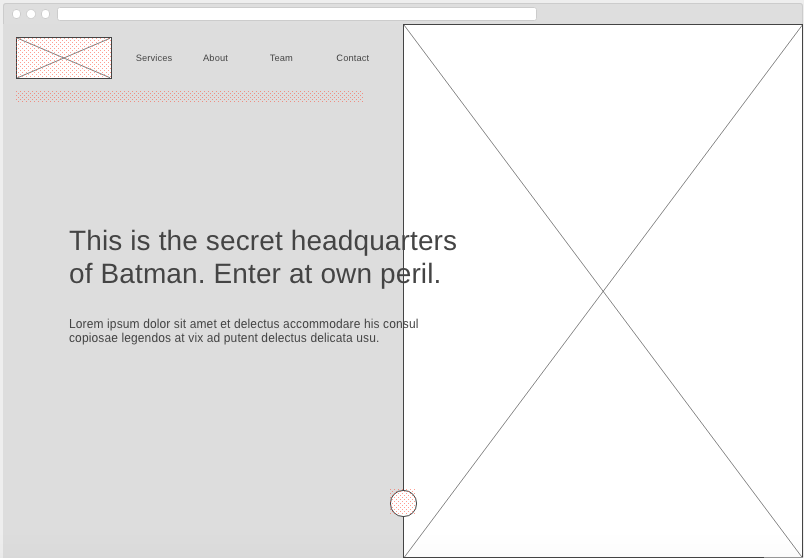 Services About Team Contact
This is the secret headquarters
of Batman. Enter at own peril.
Lorem ipsum dolor sit amet et delectus accommodare his consul
copiosae legendos at vix ad putent delectus delicata usu.